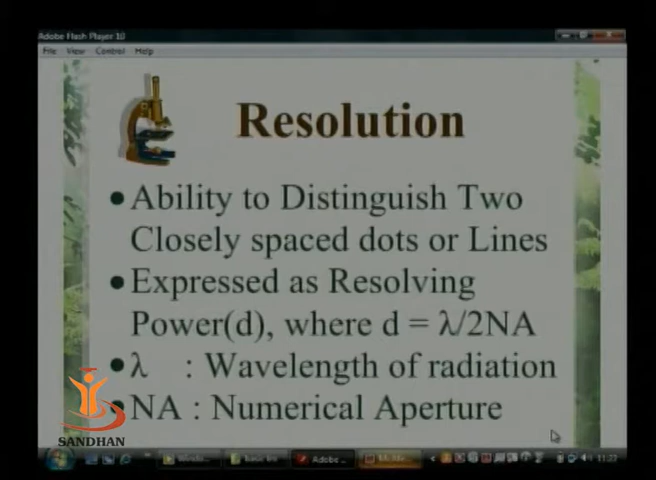 Adobe Flash Player 10
File View Control Help
Resolution
• Ability to Distinguish Two
Closely spaced dots or Lines
• Expressed as Resolving
Power(d), where d = λ/2NA
• λ : Wavelength of radiation
• NA : Numerical Aperture
SANDHAN
Adobe ...